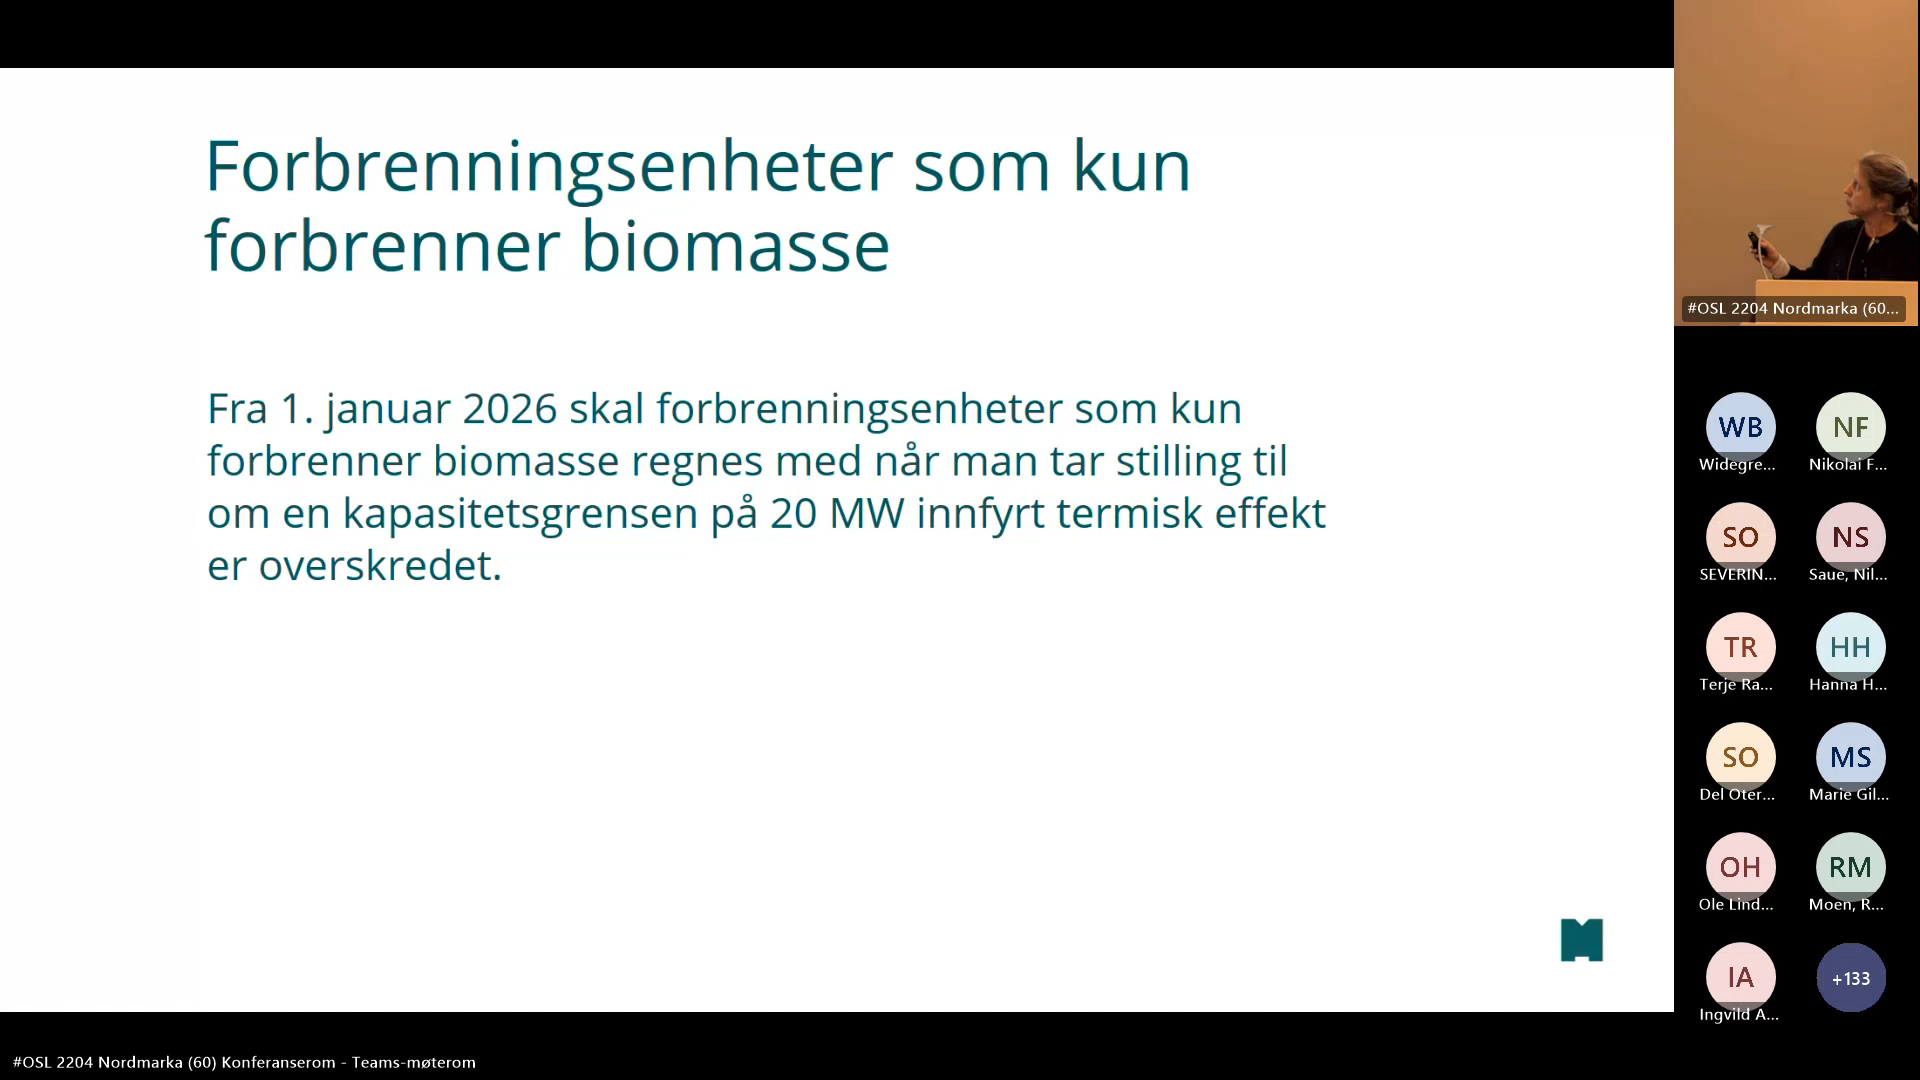 Forbrenningsenheter som kun
forbrenner biomasse
Fra 1. januar 2026 skal forbrenningsenheter som kun
forbrenner biomasse regnes med når man tar stilling til
om en kapasitetsgrensen på 20 MW innfyrt termisk effekt
er overskredet.
#OSL 2204 Nordmarka (60...
WB NF
Widegre... Nikolai F...
SO NS
SEVERIN... Saue, Nil...
TR HH
Terje Ra... Hanna H...
SO MS
Del Oter... Marie Gil...
OH RM
Ole Lind... Moen, R...
IA +133
Ingvild A...
#OSL 2204 Nordmarka (60) Konferanserom - Teams-møterom